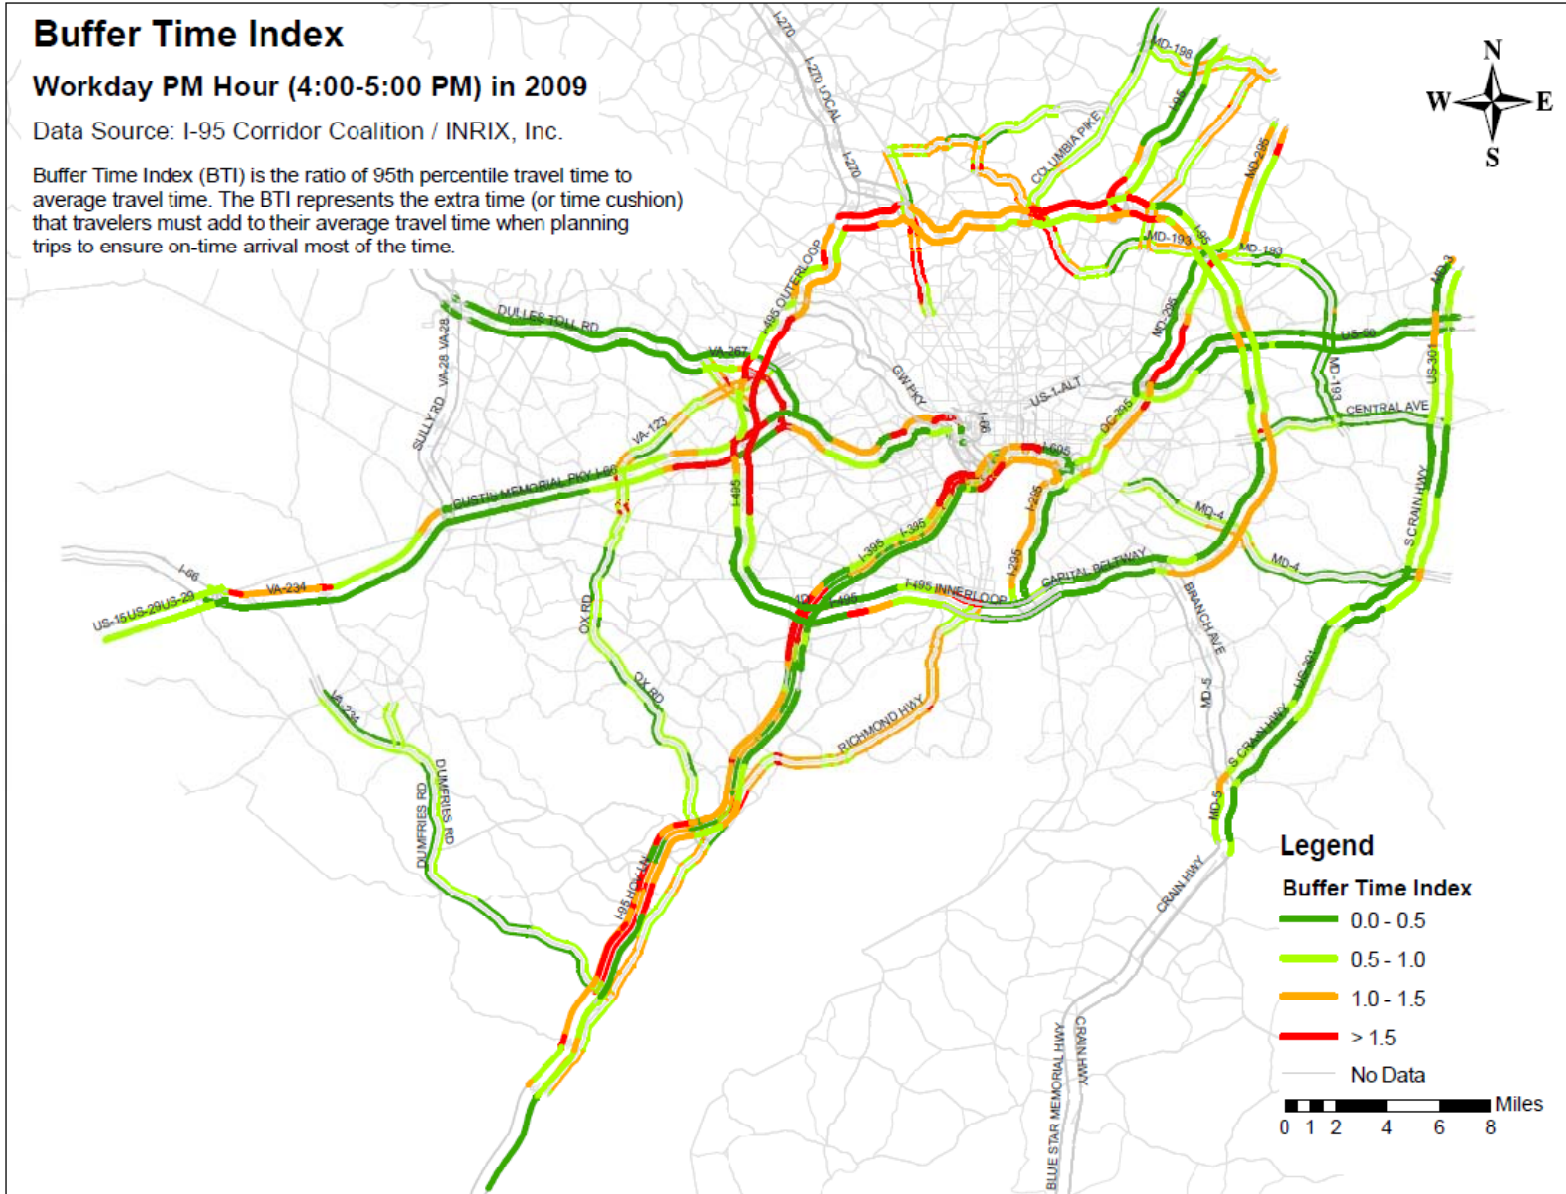 Buffer Time Index
Workday PM Hour (4:00-5:00 PM) in 2009
Data Source: I-95 Corridor Coalition / INRIX, Inc.
Buffer Time Index (BTI) is the ratio of 95th percentile travel time to
average travel time. The BTI represents the extra time (or time cushion)
that travelers must add to their average travel time when planning
trips to ensure on-time arrival most of the time.
N
W
E
S
I-270
I-270 LOCAL
I-270
MD-198
I-95
COLUMBIA PIKE
MD-295
MD-193
I-95
MD-193
MD-3
I-495 OUTERLOOP
DULLES TOLL RD
VA-267
VA-28
VA-28
SULLY RD
MD-295
US-50
US-301
MD-193
GW PKY
US-1-ALT
I-66
CENTRAL AVE
DC-295
VA-123
I-695
CUSTIS MEMORIAL PKY
I-66
I-495
I-295
I-395
I-395
MD-4
S CRAIN HWY
MD-4
I-295
CAPITAL BELTWAY
I-66
VA-234
US-15
US-29
US-29
I-495 INNERLOOP
I-495
OX RD
BRANCH AVE
US-301
OX RD
MD-5
VA-234
RICHMOND HWY
S CRAIN HWY
DUMFRIES RD
DUMFRIES RD
MD-5
I-95 HOV LN
CRAIN HWY
CRAIN HWY
BLUE STAR MEMORIAL HWY
Legend
Buffer Time Index
0.0 - 0.5
0.5 - 1.0
1.0 - 1.5
> 1.5
No Data
Miles
0 1 2 4 6 8